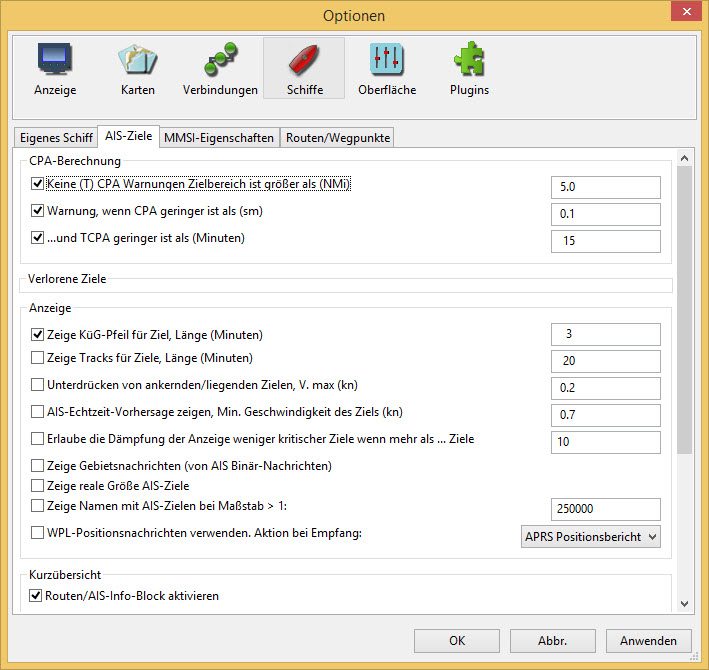 Optionen
Anzeige
Karten
Verbindungen
Schiffe
Oberfläche
Plugins
Eigenes Schiff
AIS-Ziele
MMSI-Eigenschaften
Routen/Wegpunkte
CPA-Berechnung
Keine (T) CPA Warnungen Zielbereich ist größer als (NMi)
5.0
Warnung, wenn CPA geringer ist als (sm)
0.1
...und TCPA geringer ist als (Minuten)
15
Verlorene Ziele
Anzeige
Zeige KüG-Pfeil für Ziel, Länge (Minuten)
3
Zeige Tracks für Ziele, Länge (Minuten)
20
Unterdrücken von ankernden/liegenden Zielen, V. max (kn)
0.2
AIS-Echtzeit-Vorhersage zeigen, Min. Geschwindigkeit des Ziels (kn)
0.7
Erlaube die Dämpfung der Anzeige weniger kritischer Ziele wenn mehr als ... Ziele
10
Zeige Gebietsnachrichten (von AIS Binär-Nachrichten)
Zeige reale Größe AIS-Ziele
Zeige Namen mit AIS-Zielen bei Maßstab > 1:
250000
WPL-Positionsnachrichten verwenden. Aktion bei Empfang:
APRS Positionsbericht
Kurzübersicht
Routen/AIS-Info-Block aktivieren
OK
Abbr.
Anwenden